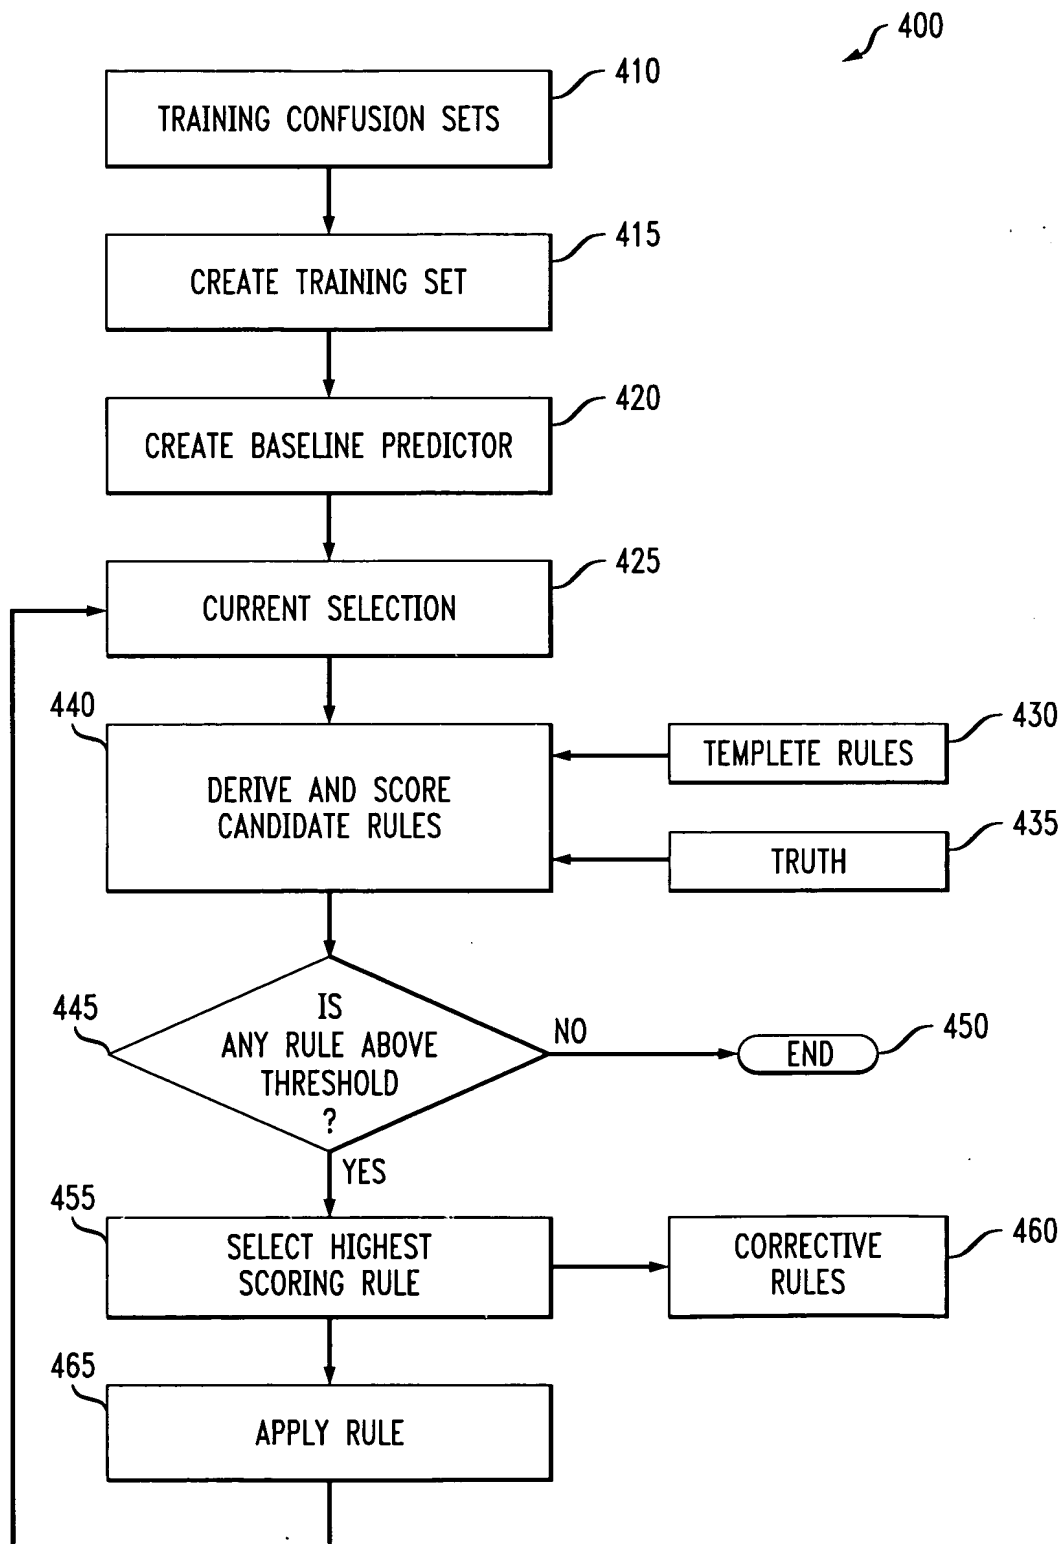 400
410
TRAINING CONFUSION SETS
415
CREATE TRAINING SET
420
CREATE BASELINE PREDICTOR
425
CURRENT SELECTION
440
DERIVE AND SCORE
CANDIDATE RULES
430
TEMPLETE RULES
435
TRUTH
445
IS
ANY RULE ABOVE
THRESHOLD
?
NO
450
END
YES
455
SELECT HIGHEST
SCORING RULE
460
CORRECTIVE
RULES
465
APPLY RULE